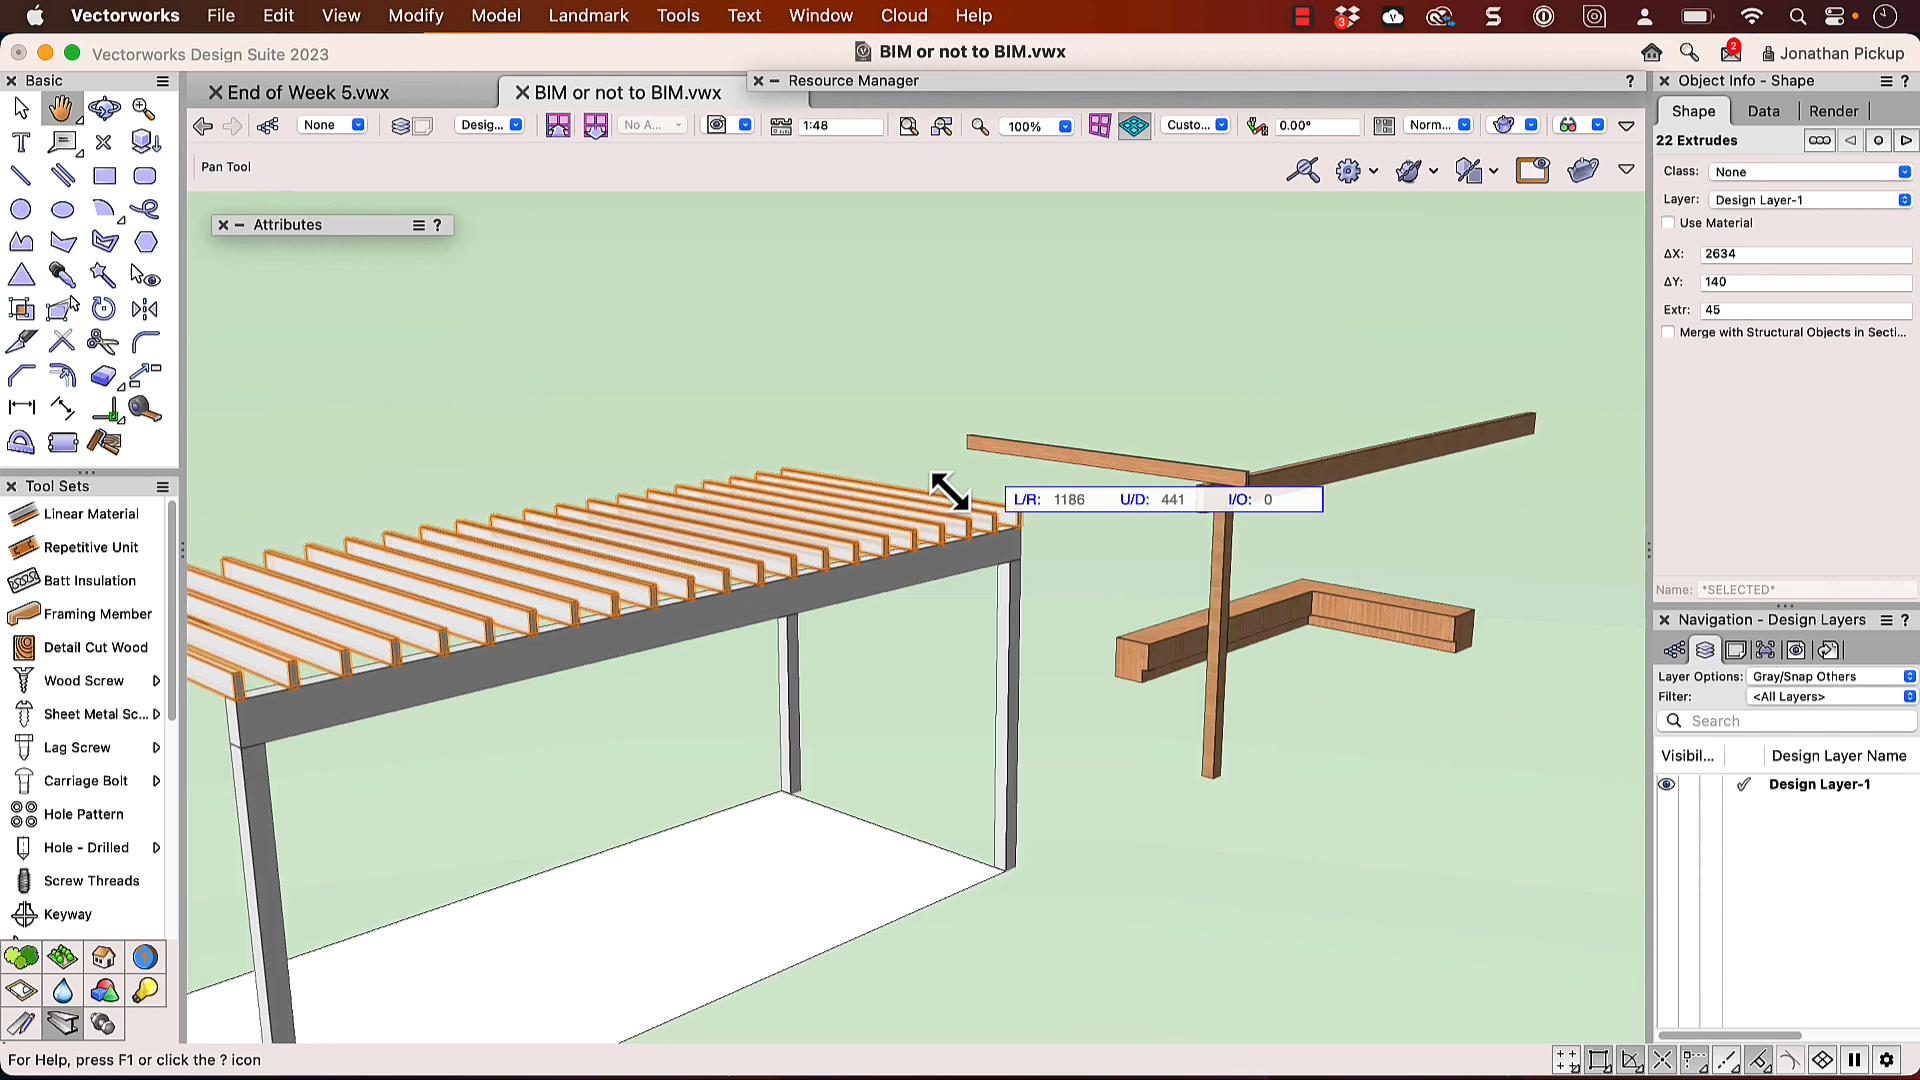 Vectorworks File Edit View Modify Model Landmark Tools Text Window Cloud Help
3
Vectorworks Design Suite 2023
BIM or not to BIM.vwx
2
Jonathan Pickup
Basic
End of Week 5.vwx
BIM or not to BIM.vwx
Resource Manager
?
Object Info - Shape
?
None
Desig...
No A...
1:48
100%
Custo...
0.00°
Norm...
Shape
Data
Render
Pan Tool
22 Extrudes
Class: None
Layer: Design Layer-1
Use Material
ΔX: 2634
ΔY: 140
Extr: 45
Merge with Structural Objects in Secti...
Attributes
?
L/R: 1186 U/D: 441 I/O: 0
Name: *SELECTED*
Navigation - Design Layers
?
Layer Options: Gray/Snap Others
Filter: <All Layers>
Search
Visibil...
Design Layer Name
Design Layer-1
Tool Sets
Linear Material
Repetitive Unit
Batt Insulation
Framing Member
Detail Cut Wood
Wood Screw
Sheet Metal Sc...
Lag Screw
Carriage Bolt
Hole Pattern
Hole - Drilled
Screw Threads
Keyway
For Help, press F1 or click the ? icon